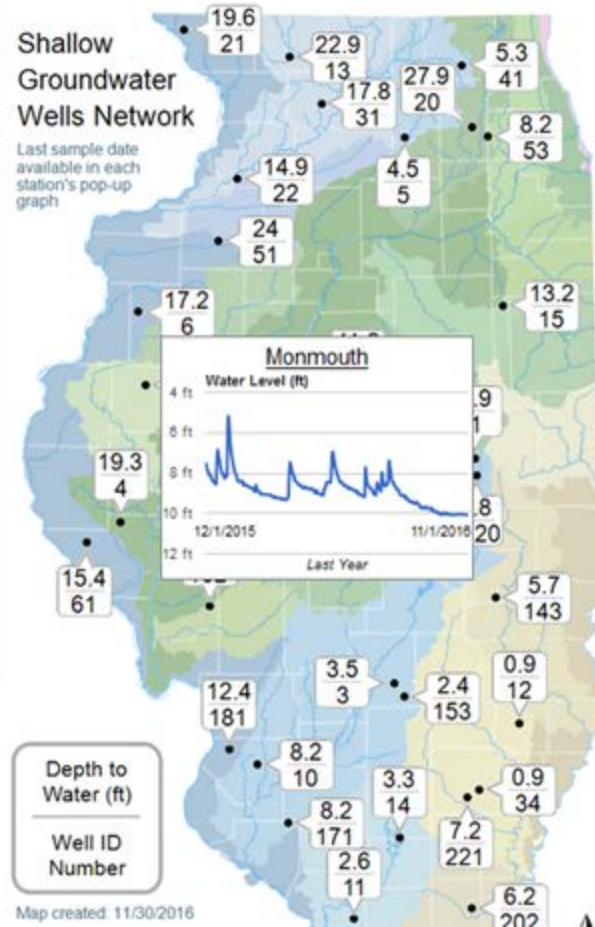 Shallow
Groundwater
Wells Network
Last sample date
available in each
station's pop-up
graph
19.6
21
22.9
13
5.3
41
27.9
20
17.8
31
8.2
53
4.5
5
14.9
22
24
51
17.2
6
13.2
15
Monmouth
Water Level (ft)
4 ft
6 ft
8 ft
10 ft
12 ft
12/1/2015
11/1/2016
Last Year
.9
1
.8
20
19.3
4
15.4
61
5.7
143
3.5
3
2.4
153
0.9
12
12.4
181
8.2
10
3.3
14
0.9
34
8.2
171
7.2
221
2.6
11
6.2
202
Depth to
Water (ft)
Well ID
Number
Map created: 11/30/2016